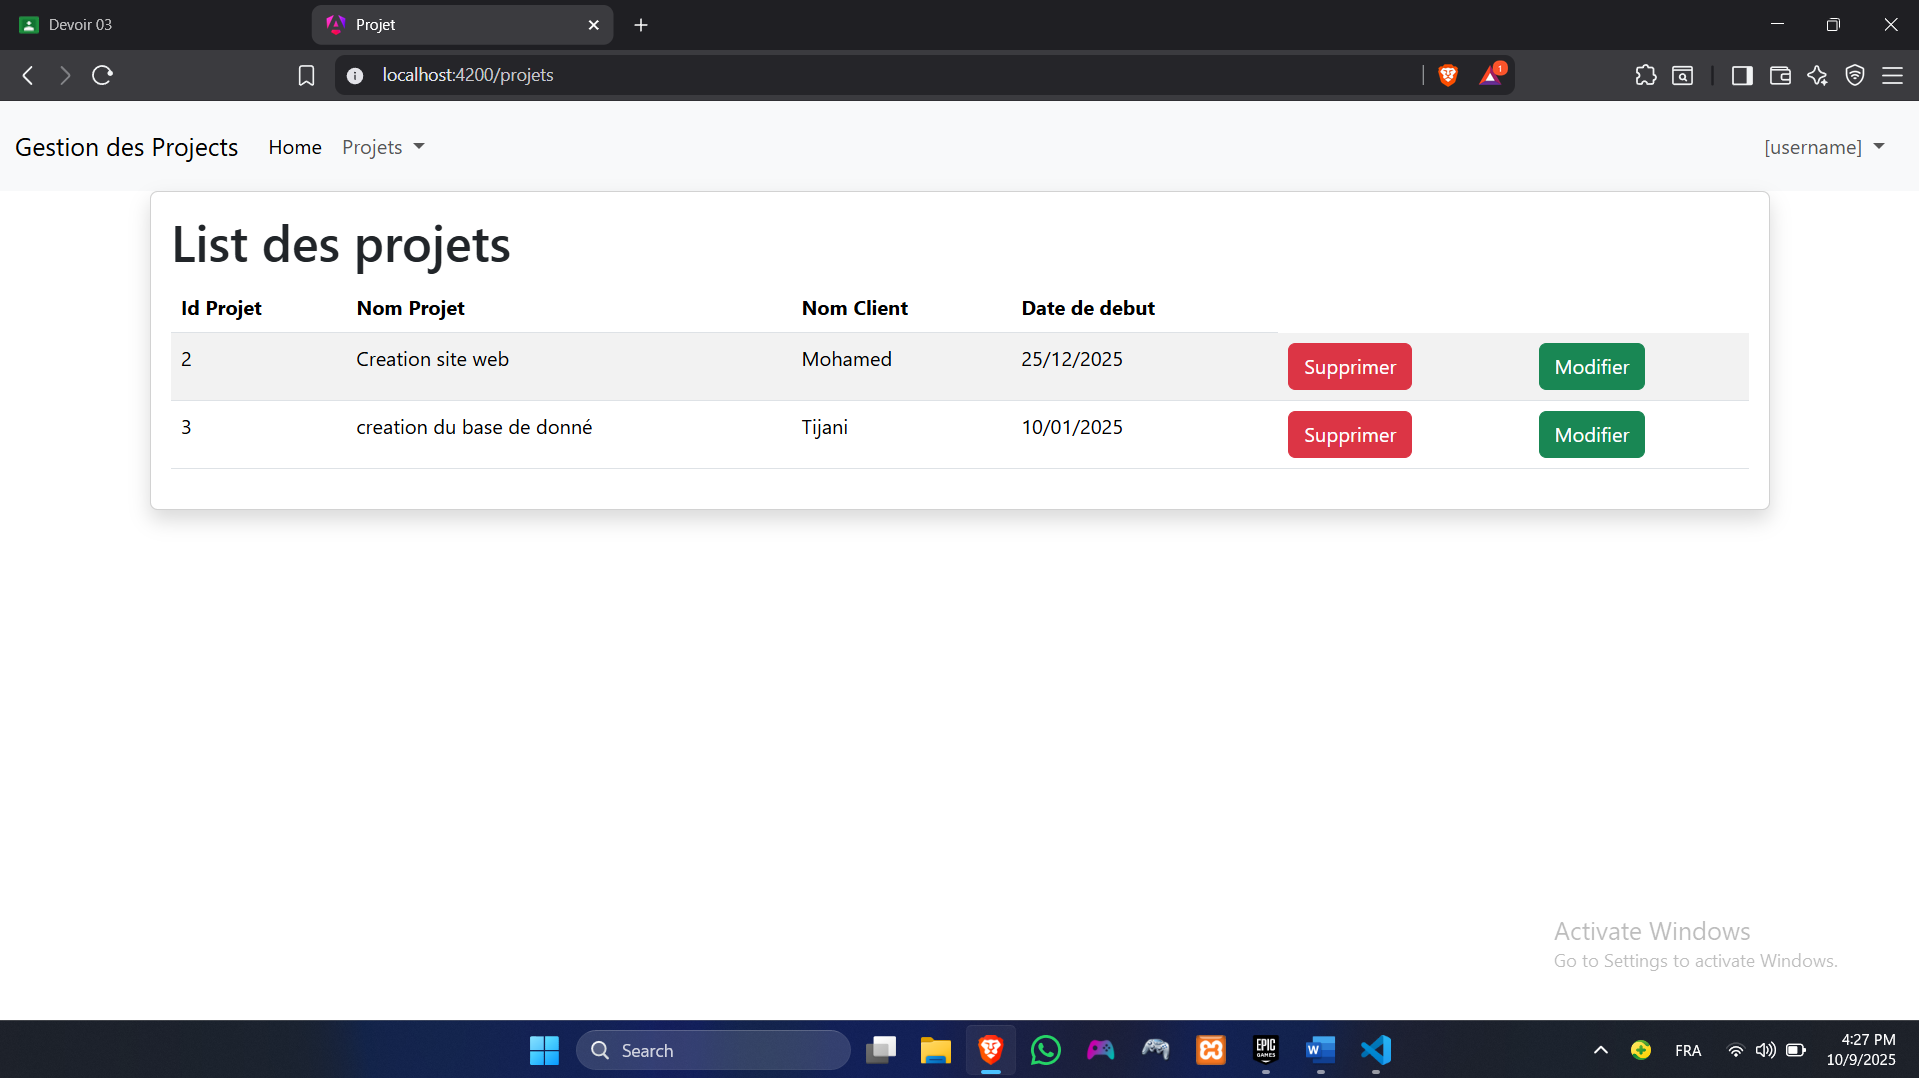 Devoir 03
Projet
localhost:4200/projets
1
Gestion des Projects Home Projets [username]
List des projets
Id Projet Nom Projet Nom Client Date de debut
2 Creation site web Mohamed 25/12/2025 Supprimer Modifier
3 creation du base de donné Tijani 10/01/2025 Supprimer Modifier
Activate Windows
Go to Settings to activate Windows.
Search
EPIC
GAMES
W
FRA
4:27 PM
10/9/2025